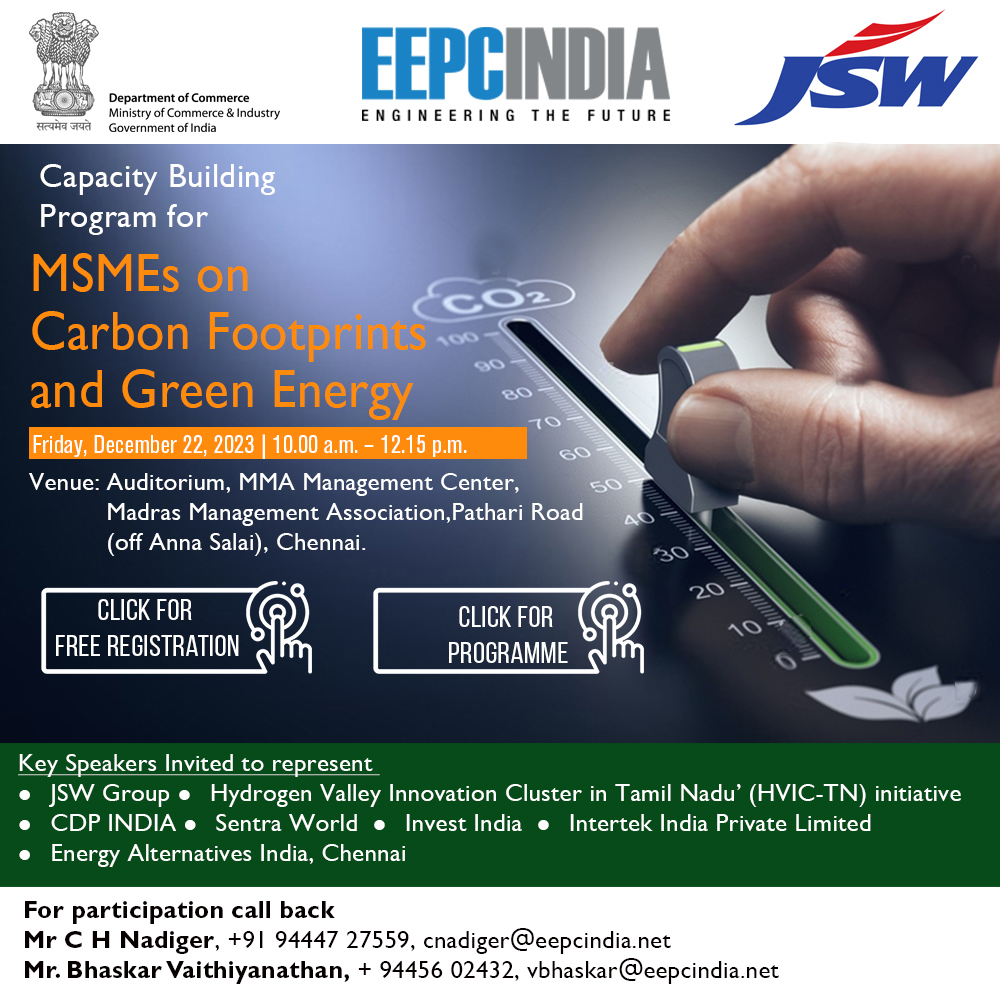 सत्यमेव जयते
Department of Commerce
Ministry of Commerce & Industry
Government of India
EEPCINDIA
ENGINEERING THE FUTURE
JSW
Capacity Building
Program for
MSMEs on
Carbon Footprints
and Green Energy
Friday, December 22, 2023 | 10.00 a.m. – 12.15 p.m.
Venue: Auditorium, MMA Management Center,
Madras Management Association,Pathari Road
(off Anna Salai), Chennai.
CO₂
100
90
80
70
60
50
40
30
20
10
0
CLICK FOR
FREE REGISTRATION
CLICK FOR
PROGRAMME
Key Speakers Invited to represent
● JSW Group ● Hydrogen Valley Innovation Cluster in Tamil Nadu’ (HVIC-TN) initiative
● CDP INDIA ● Sentra World ● Invest India ● Intertek India Private Limited
● Energy Alternatives India, Chennai
For participation call back
Mr C H Nadiger, +91 94447 27559, cnadiger@eepcindia.net
Mr. Bhaskar Vaithiyanathan, + 94456 02432, vbhaskar@eepcindia.net